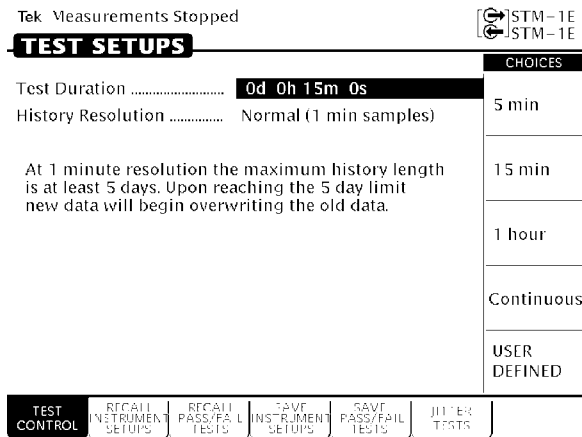 Tek Measurements Stopped
STM-1E
STM-1E
TEST SETUPS
CHOICES
Test Duration .......................... 0d 0h 15m 0s
History Resolution ............... Normal (1 min samples)
5 min
At 1 minute resolution the maximum history length
is at least 5 days. Upon reaching the 5 day limit
new data will begin overwriting the old data.
15 min
1 hour
Continuous
USER
DEFINED
TEST
CONTROL
RECALL
INSTRUMENT
SETUPS
RECALL
PASS/FAIL
TESTS
SAVE
INSTRUMENT
SETUPS
SAVE
PASS/FAIL
TESTS
JITTER
TESTS